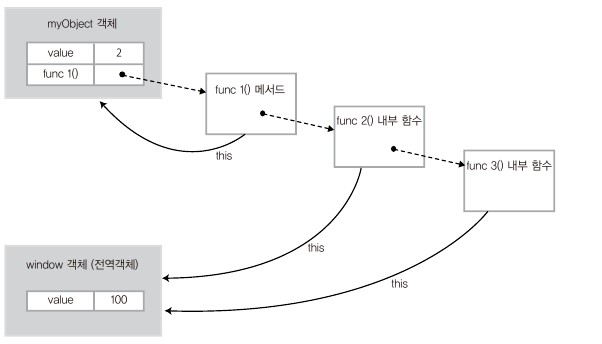 myObject 객체
value 2
func 1()
func 1() 메서드
func 2() 내부 함수
func 3() 내부 함수
this
this
this
window 객체 (전역객체)
value 100